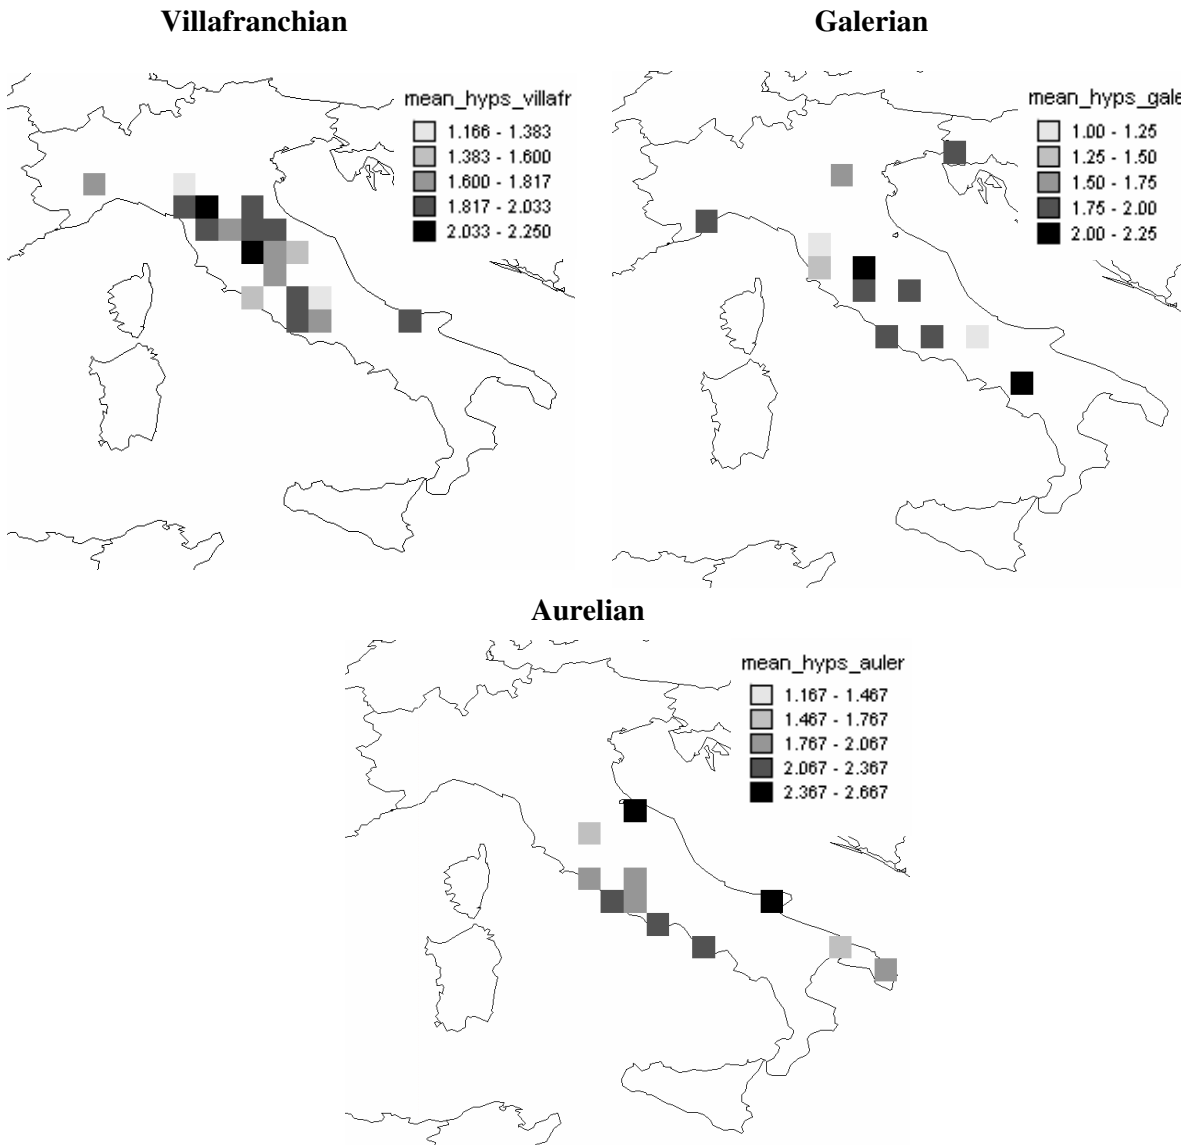 Villafranchian
mean_hyps_villafr
1.166 - 1.383
1.383 - 1.600
1.600 - 1.817
1.817 - 2.033
2.033 - 2.250
Galerian
mean_hyps_gale
1.00 - 1.25
1.25 - 1.50
1.50 - 1.75
1.75 - 2.00
2.00 - 2.25
Aurelian
mean_hyps_auler
1.167 - 1.467
1.467 - 1.767
1.767 - 2.067
2.067 - 2.367
2.367 - 2.667